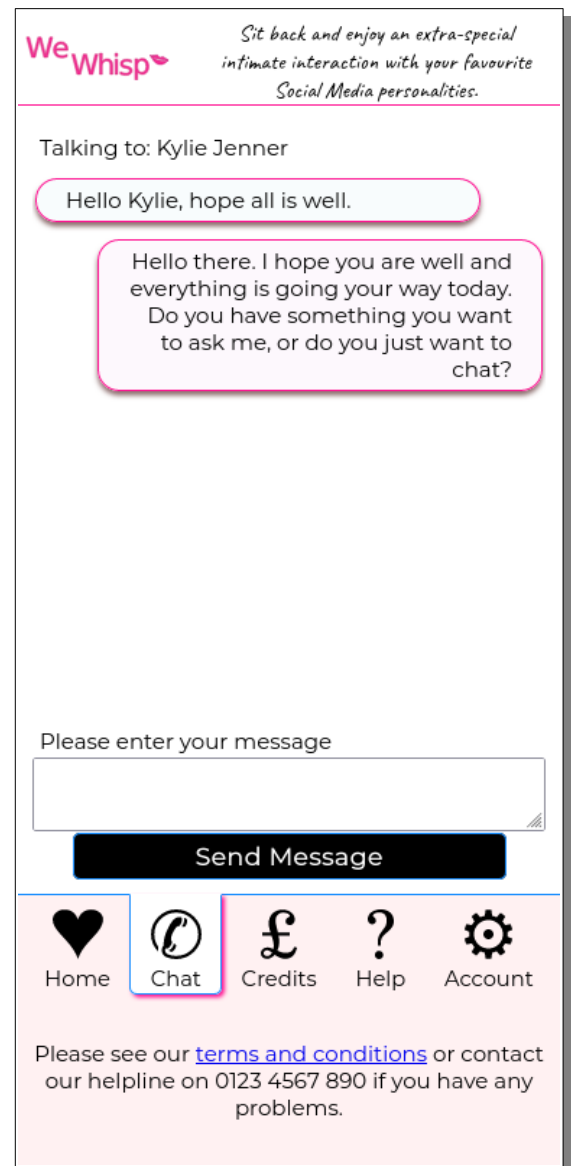 We Whisp
Sit back and enjoy an extra-special
intimate interaction with your favourite
Social Media personalities.
Talking to: Kylie Jenner
Hello Kylie, hope all is well.
Hello there. I hope you are well and
everything is going your way today.
Do you have something you want
to ask me, or do you just want to
chat?
Please enter your message
Send Message
Home
Chat
£
Credits
?
Help
Account
Please see our terms and conditions or contact
our helpline on 0123 4567 890 if you have any
problems.